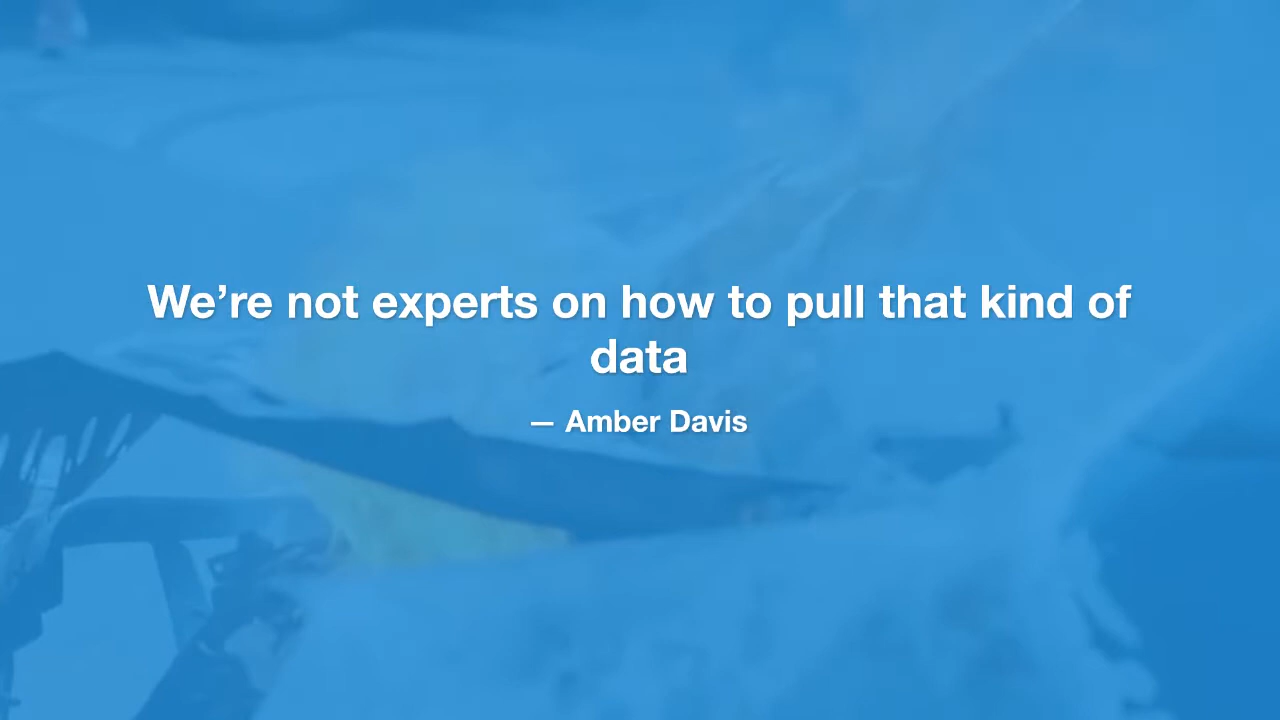 We’re not experts on how to pull that kind of
data
— Amber Davis